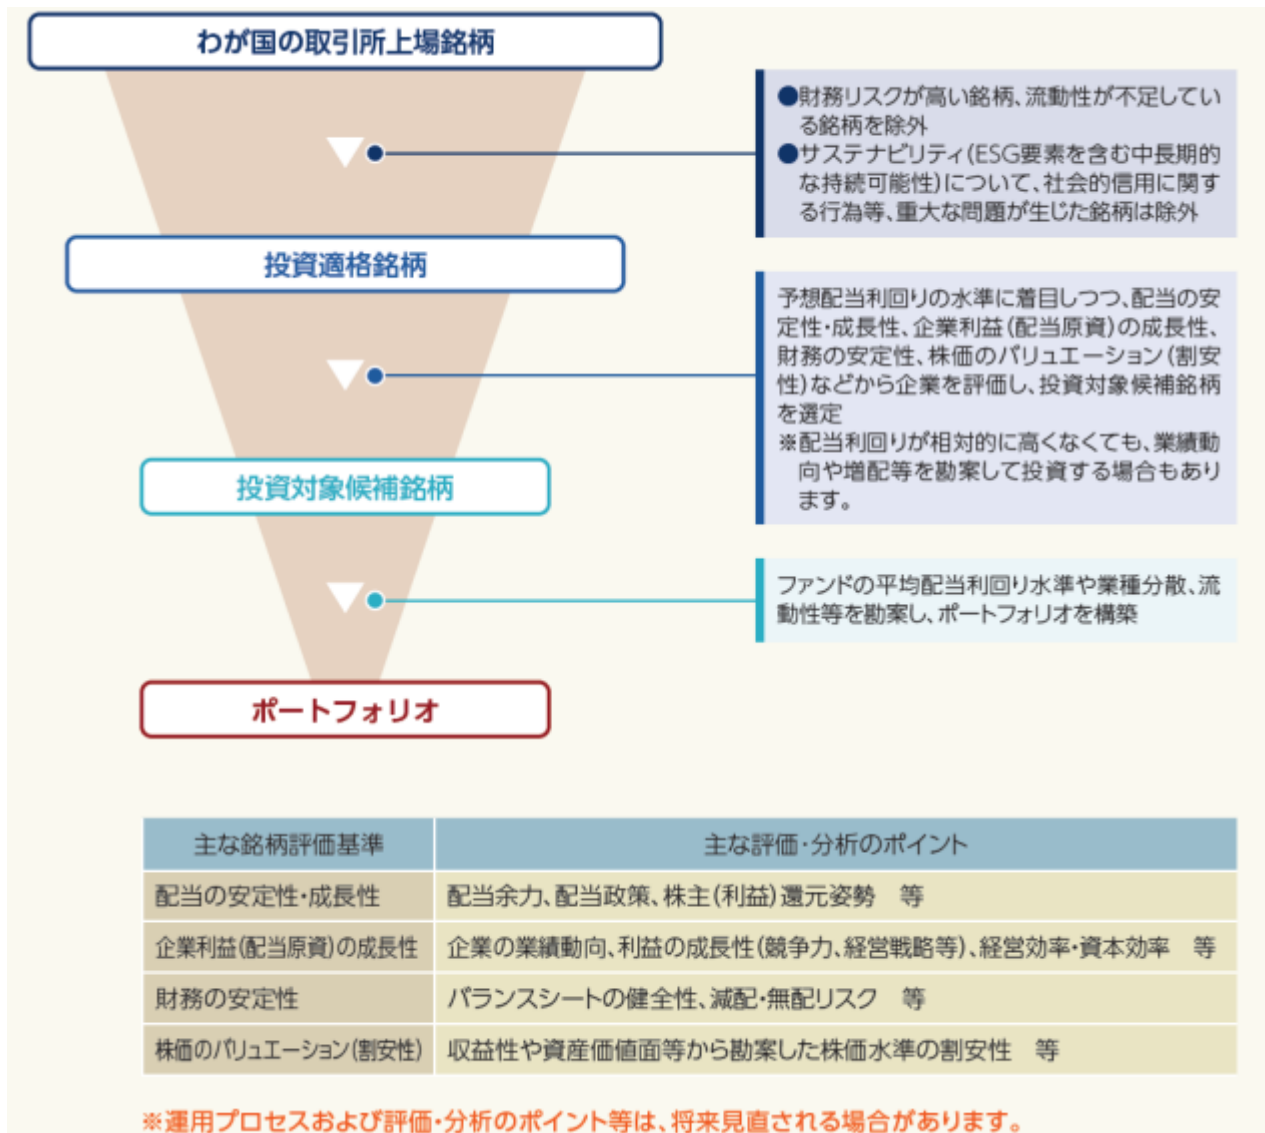 わが国の取引所上場銘柄
●財務リスクが高い銘柄、流動性が不足してい
る銘柄を除外
●サステナビリティ(ESG要素を含む中長期的
な持続可能性)について、社会的信用に関す
る行為等、重大な問題が生じた銘柄は除外
投資適格銘柄
予想配当利回りの水準に着目しつつ、配当の安
定性・成長性、企業利益(配当原資)の成長性、
財務の安定性、株価のバリュエーション(割安
性)などから企業を評価し、投資対象候補銘柄
を選定
※配当利回りが相対的に高くなくても、業績動
向や増配等を勘案して投資する場合もあり
ます。
投資対象候補銘柄
ファンドの平均配当利回り水準や業種分散、流
動性等を勘案し、ポートフォリオを構築
ポートフォリオ
主な銘柄評価基準 主な評価・分析のポイント
配当の安定性・成長性 配当余力、配当政策、株主(利益)還元姿勢 等
企業利益(配当原資)の成長性 企業の業績動向、利益の成長性(競争力、経営戦略等)、経営効率・資本効率 等
財務の安定性 バランスシートの健全性、減配・無配リスク 等
株価のバリュエーション(割安性) 収益性や資産価値面等から勘案した株価水準の割安性 等
※運用プロセスおよび評価・分析のポイント等は、将来見直される場合があります。